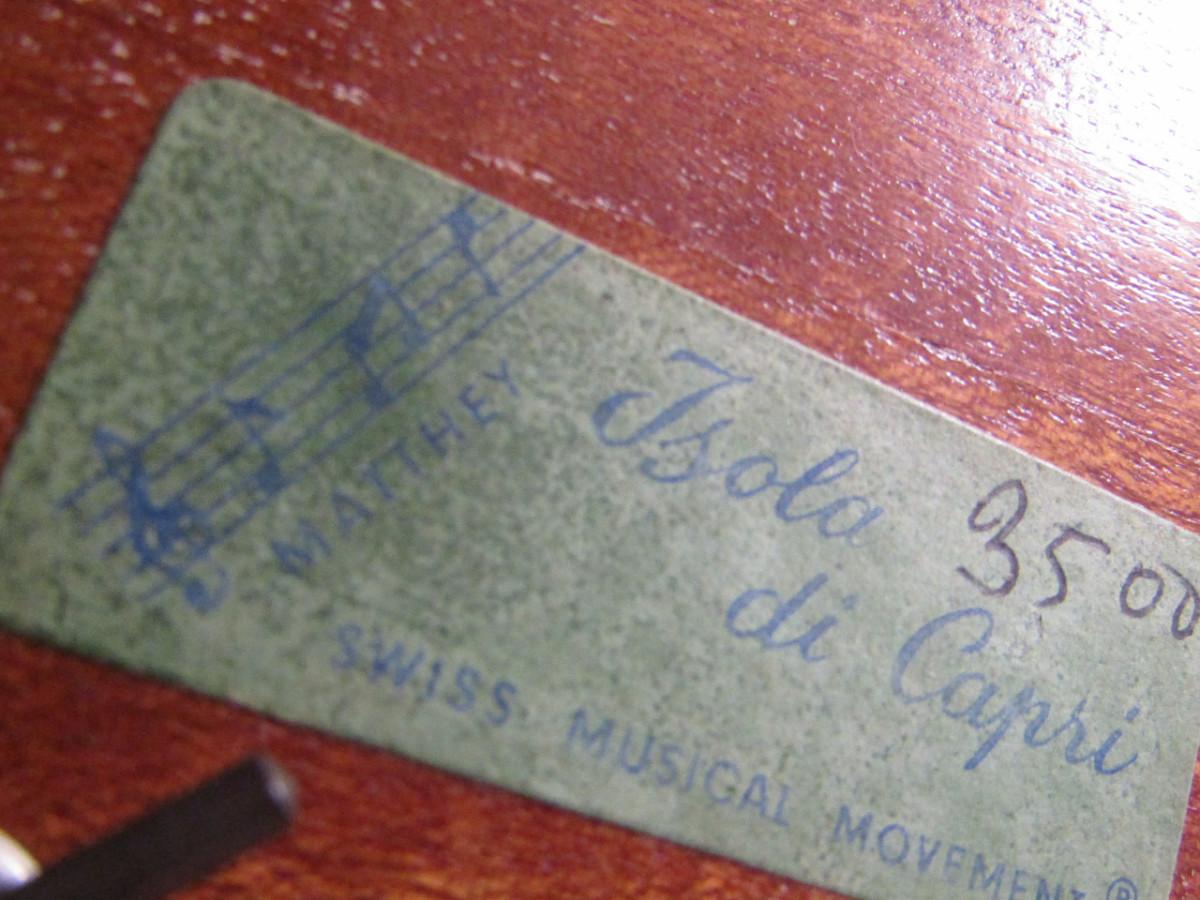 MATTHEY
Isola
di Capri
3500
SWISS MUSICAL MOVEMENT ®